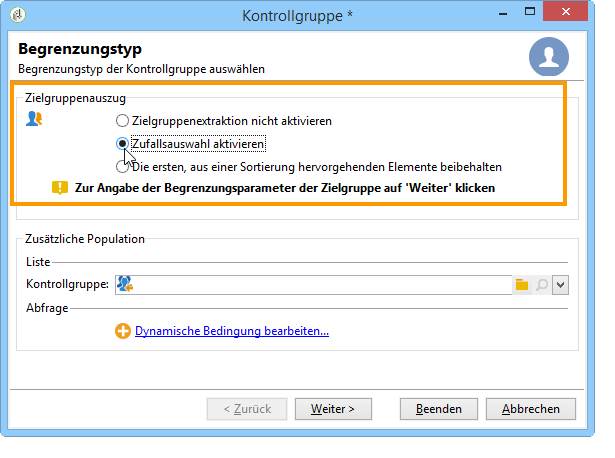 Kontrollgruppe *
Begrenzungstyp
Begrenzungstyp der Kontrollgruppe auswählen
Zielgruppenauszug
Zielgruppenextraktion nicht aktivieren
Zufallsauswahl aktivieren
Die ersten, aus einer Sortierung hervorgehenden Elemente beibehalten
Zur Angabe der Begrenzungsparameter der Zielgruppe auf 'Weiter' klicken
Zusätzliche Population
Liste
Kontrollgruppe:
Abfrage
Dynamische Bedingung bearbeiten...
< Zurück Weiter > Beenden Abbrechen